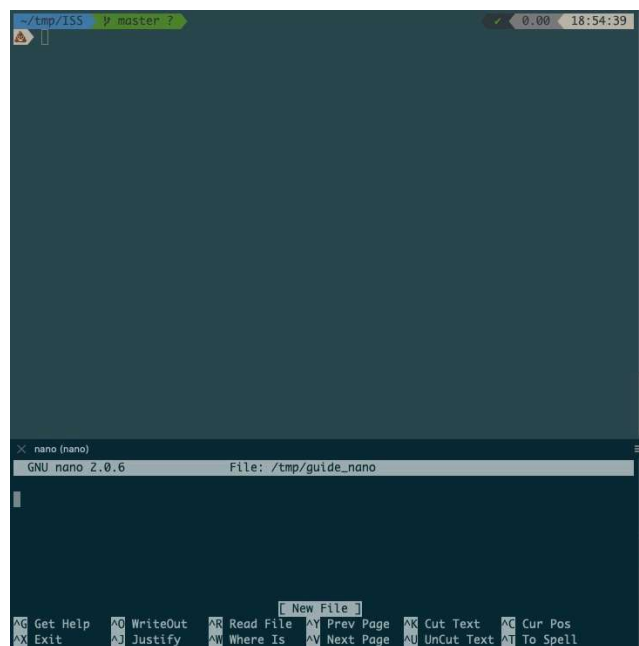 ~/tmp/ISS master ? ✓ 0.00 18:54:39
nano (nano)
GNU nano 2.0.6 File: /tmp/guide_nano
[ New File ]
^G Get Help ^O WriteOut ^R Read File ^Y Prev Page ^K Cut Text ^C Cur Pos
^X Exit ^J Justify ^W Where Is ^V Next Page ^U UnCut Text ^T To Spell